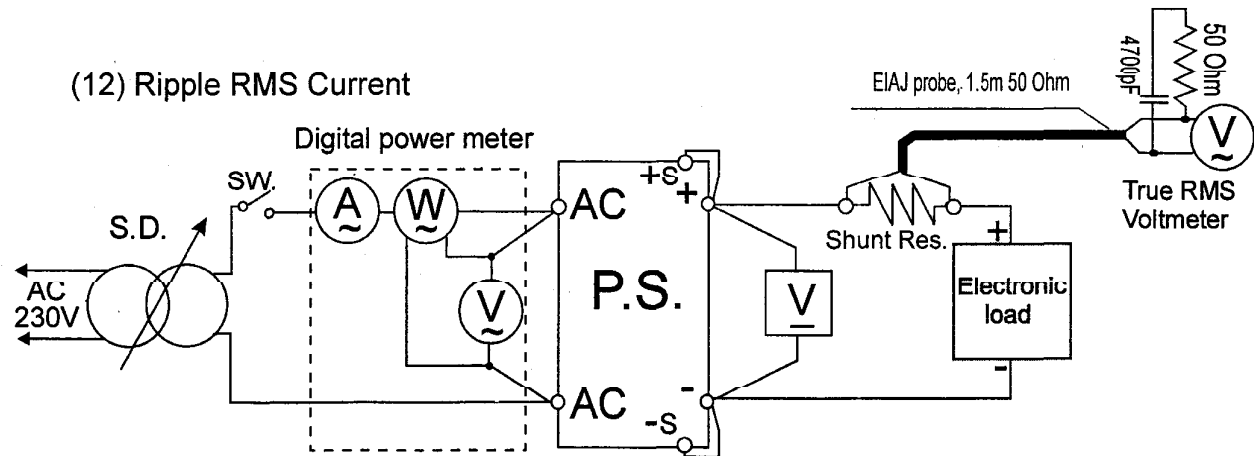 (12) Ripple RMS Current
Digital power meter
SW.
S.D.
AC
230V
A
~
W
~
V
~
AC
AC
P.S.
+S
+
-
-S
V
EIAJ probe, 1.5m 50 Ohm
Shunt Res.
+
Electronic
load
-
4700pF
50 Ohm
V
~
True RMS
Voltmeter